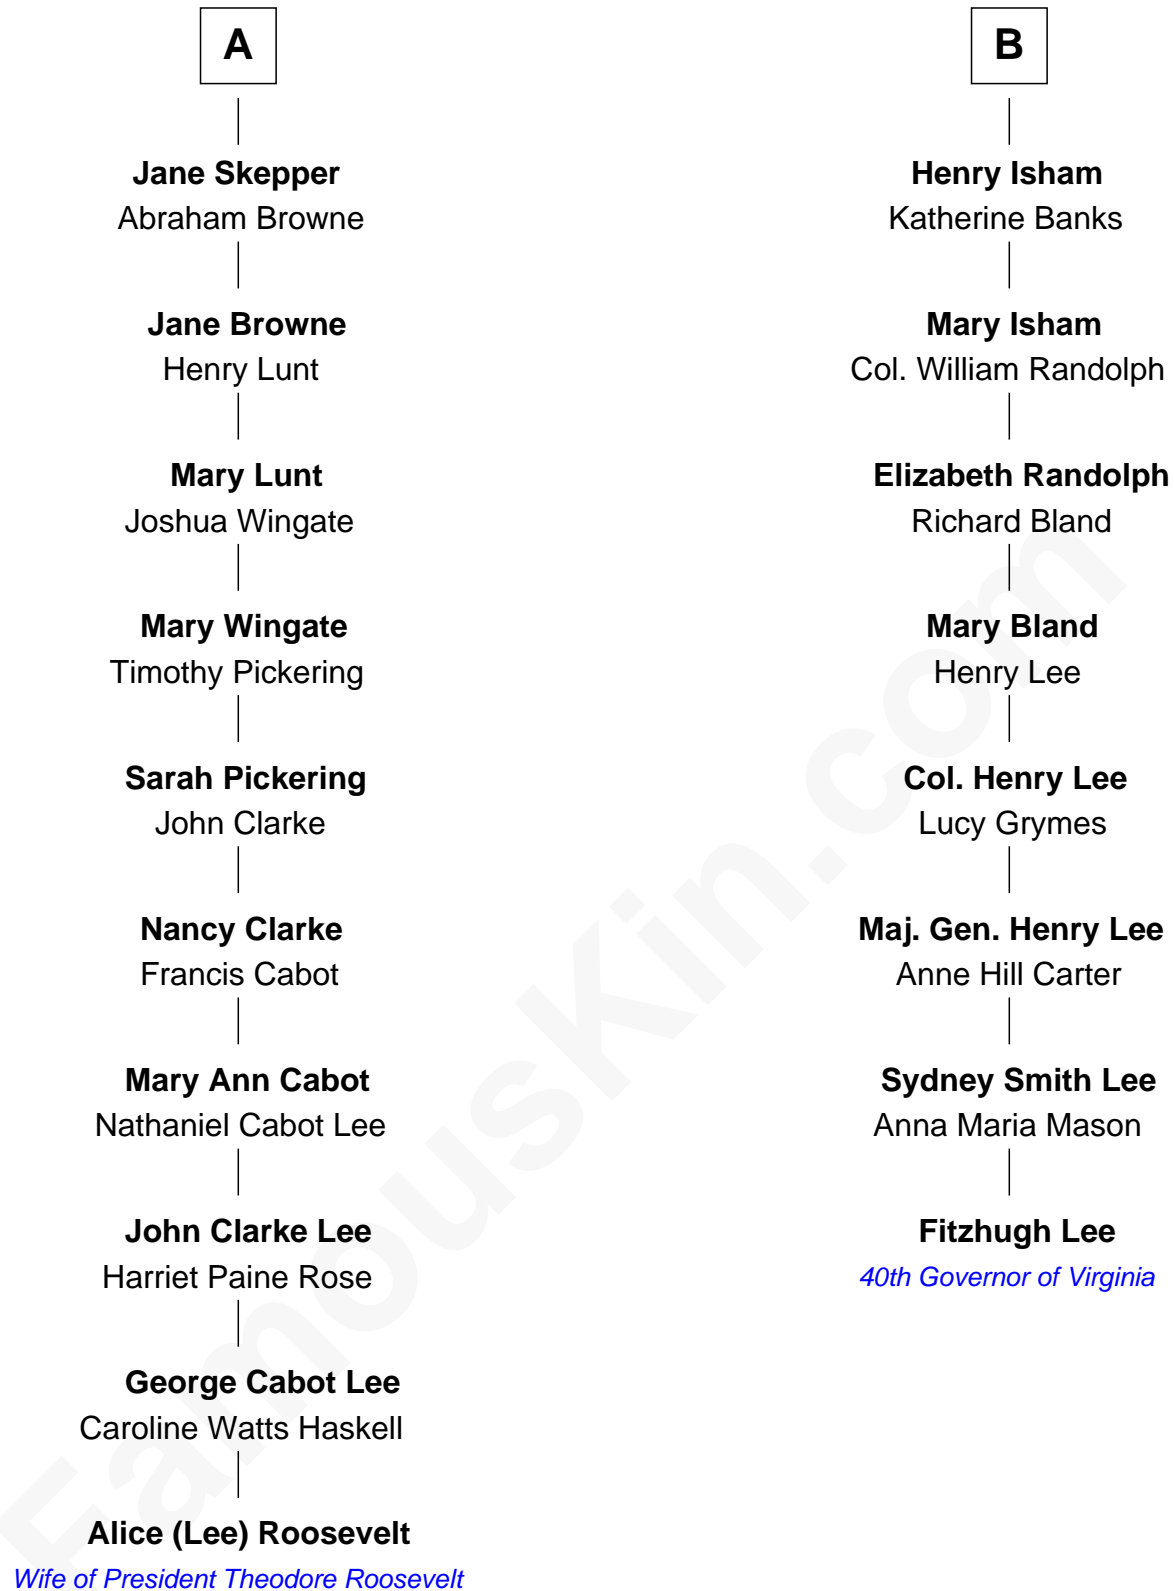 A
Jane Skepper
Abraham Browne
Jane Browne
Henry Lunt
Mary Lunt
Joshua Wingate
Mary Wingate
Timothy Pickering
Sarah Pickering
John Clarke
Nancy Clarke
Francis Cabot
Mary Ann Cabot
Nathaniel Cabot Lee
John Clarke Lee
Harriet Paine Rose
George Cabot Lee
Caroline Watts Haskell
Alice (Lee) Roosevelt
Wife of President Theodore Roosevelt
B
Henry Isham
Katherine Banks
Mary Isham
Col. William Randolph
Elizabeth Randolph
Richard Bland
Mary Bland
Henry Lee
Col. Henry Lee
Lucy Grymes
Maj. Gen. Henry Lee
Anne Hill Carter
Sydney Smith Lee
Anna Maria Mason
Fitzhugh Lee
40th Governor of Virginia
FamousKin.com